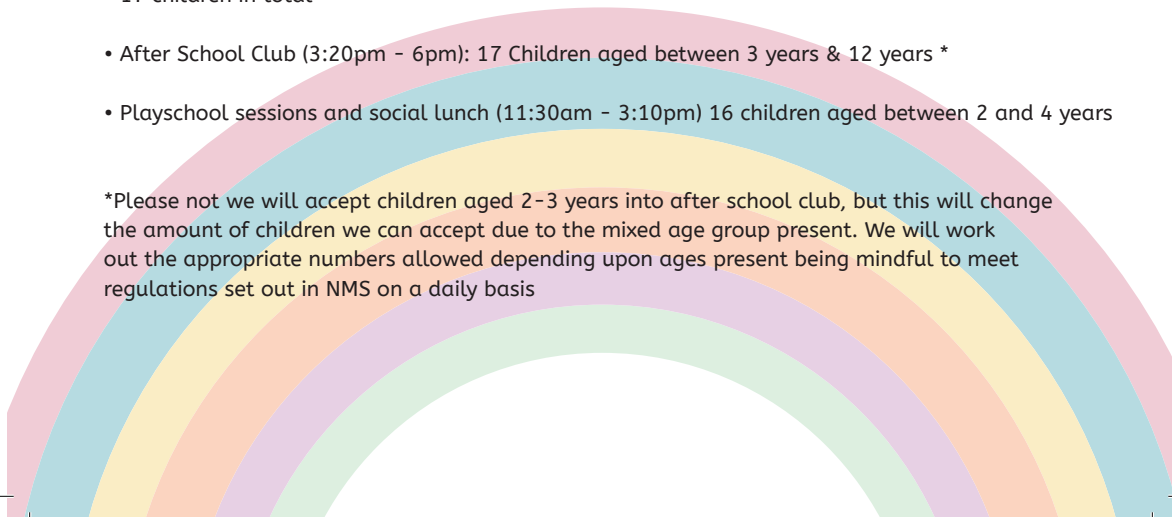 • After School Club (3:20pm - 6pm): 17 Children aged between 3 years & 12 years *
• Playschool sessions and social lunch (11:30am - 3:10pm) 16 children aged between 2 and 4 years
*Please not we will accept children aged 2-3 years into after school club, but this will change
the amount of children we can accept due to the mixed age group present. We will work
out the appropriate numbers allowed depending upon ages present being mindful to meet
regulations set out in NMS on a daily basis